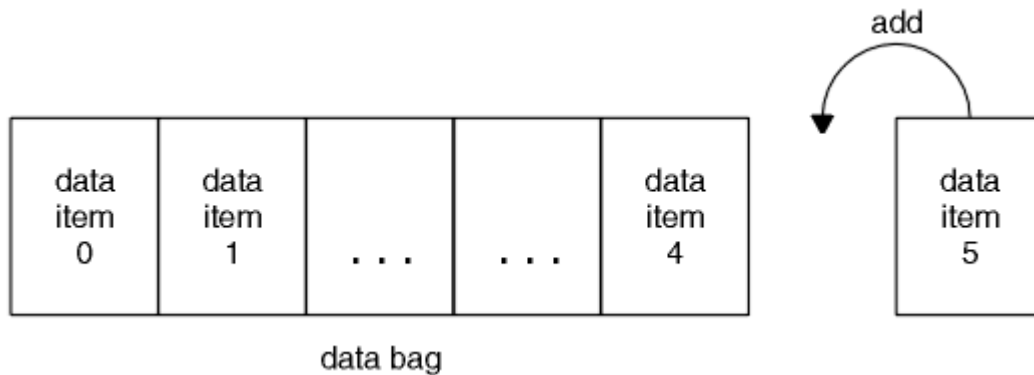 add
data
item
0
data
item
1
. . .
. . .
data
item
4
data
item
5
data bag